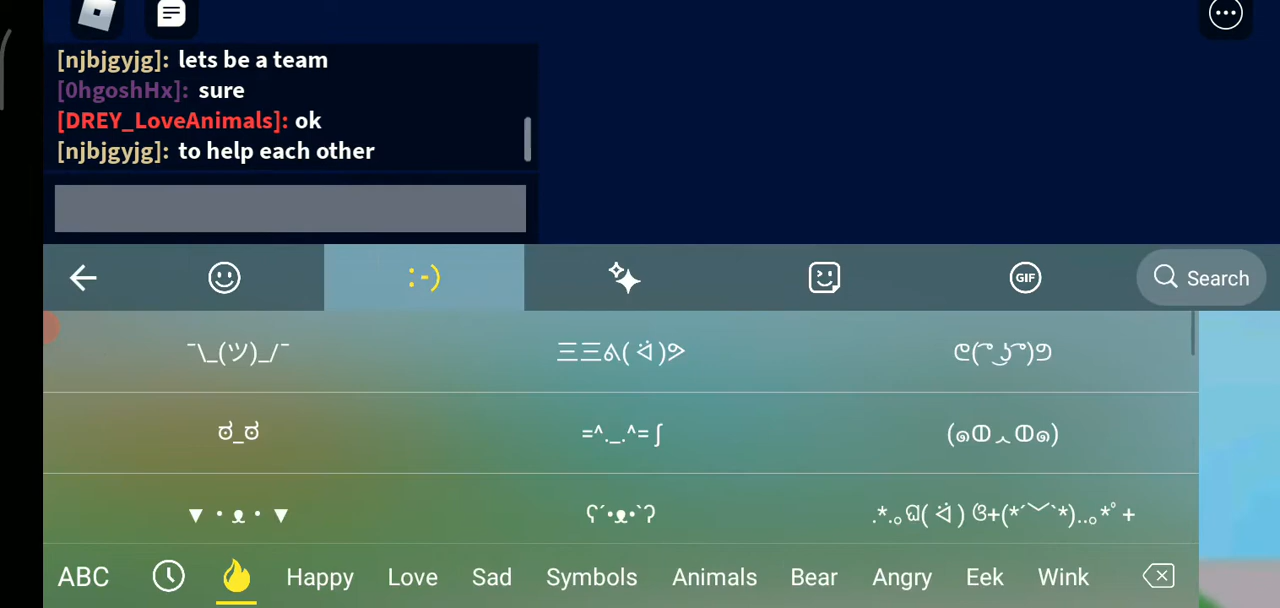 [njbjgyjg]: lets be a team
[0hgoshHx]: sure
[DREY_LoveAnimals]: ok
[njbjgyjg]: to help each other
:-) GIF Search
¯\_(ツ)_/¯ 三三ᕕ( ᐛ )ᕗ ᕦ( ͡° ͜ʖ ͡°)ᕤ
ಠ_ಠ =^._.^= ∫ (๑ↀᆺↀ๑)
▼・ᴥ・▼ ʕ´•ᴥ•`ʔ
ABC Happy Love Sad Symbols Animals Bear Angry Eek Wink